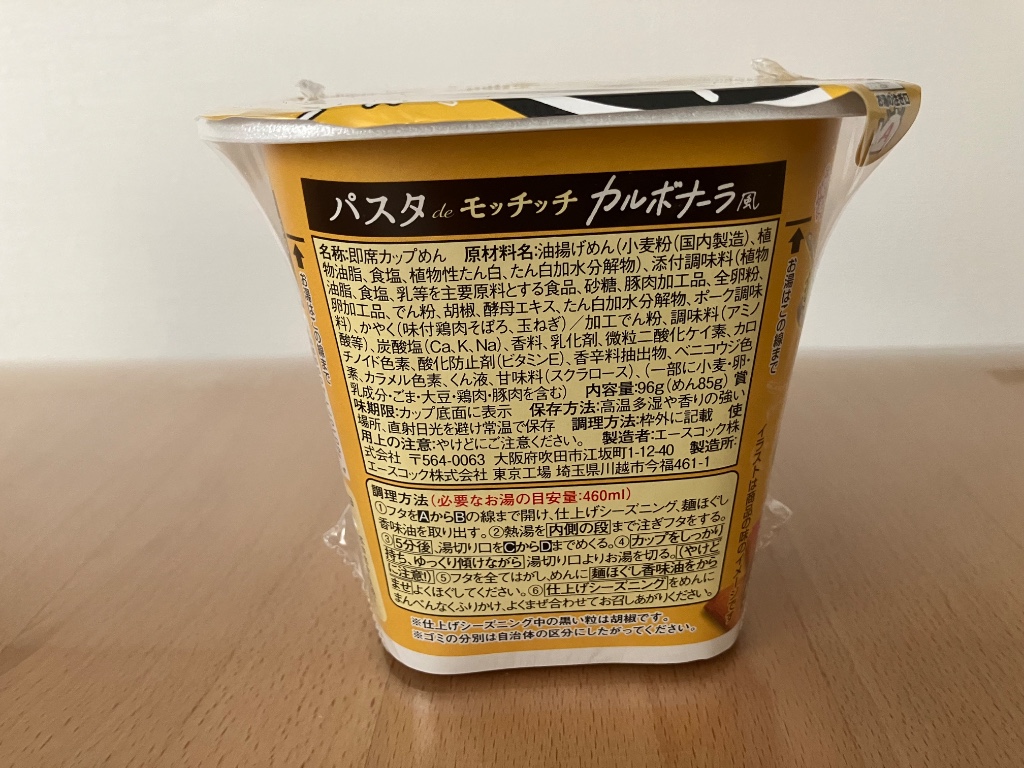 パスタ de モッチッチ カルボナーラ風
名称:即席カップめん 原材料名:油揚げめん(小麦粉(国内製造)、植
物油脂、食塩、植物性たん白、たん白加水分解物)、添付調味料(植物
油脂、食塩、乳等を主要原料とする食品、砂糖、豚肉加工品、全卵粉、
卵加工品、でん粉、胡椒、酵母エキス、たん白加水分解物、ポーク調味
料)、かやく(味付鶏肉そぼろ、玉ねぎ)/加工でん粉、調味料(アミノ
酸等)、炭酸塩(Ca、K、Na)、香料、乳化剤、微粒二酸化ケイ素、カロ
チノイド色素、酸化防止剤(ビタミンE)、香辛料抽出物、ベニコウジ色
素、カラメル色素、くん液、甘味料(スクラロース)、(一部に小麦・卵・
乳成分・ごま・大豆・鶏肉・豚肉を含む) 内容量:96g(めん85g) 賞
味期限:カップ底面に表示 保存方法:高温多湿や香りの強い
場所、直射日光を避け常温で保存 調理方法:枠外に記載 使
用上の注意:やけどにご注意ください。 製造者:エースコック株
式会社 〒564-0063 大阪府吹田市江坂町1-12-40 製造所:
エースコック株式会社 東京工場 埼玉県川越市今福461-1
調理方法(必要なお湯の目安量:460ml)
①フタをAからBの線まで開け、仕上げシーズニング、麺ほぐし
香味油を取り出す。②熱湯を内側の段まで注ぎフタをする。
③5分後、湯切り口をCからDまでめくる。④カップをしっかり
持ち、ゆっくり傾けながら湯切り口よりお湯を切る。(やけど
ご注意!)⑤フタを全てはがし、めんに麺ほぐし香味油をから
ませよくほぐしてください。⑥仕上げシーズニングをめんに
まんべんなくふりかけ、よくまぜ合わせてお召しあがりください。
※仕上げシーズニング中の黒い粒は胡椒です。
※ゴミの分別は自治体の区分にしたがってください。
お湯はこの線まで
お湯はこの線まで
イラストは商品の味のイメージです